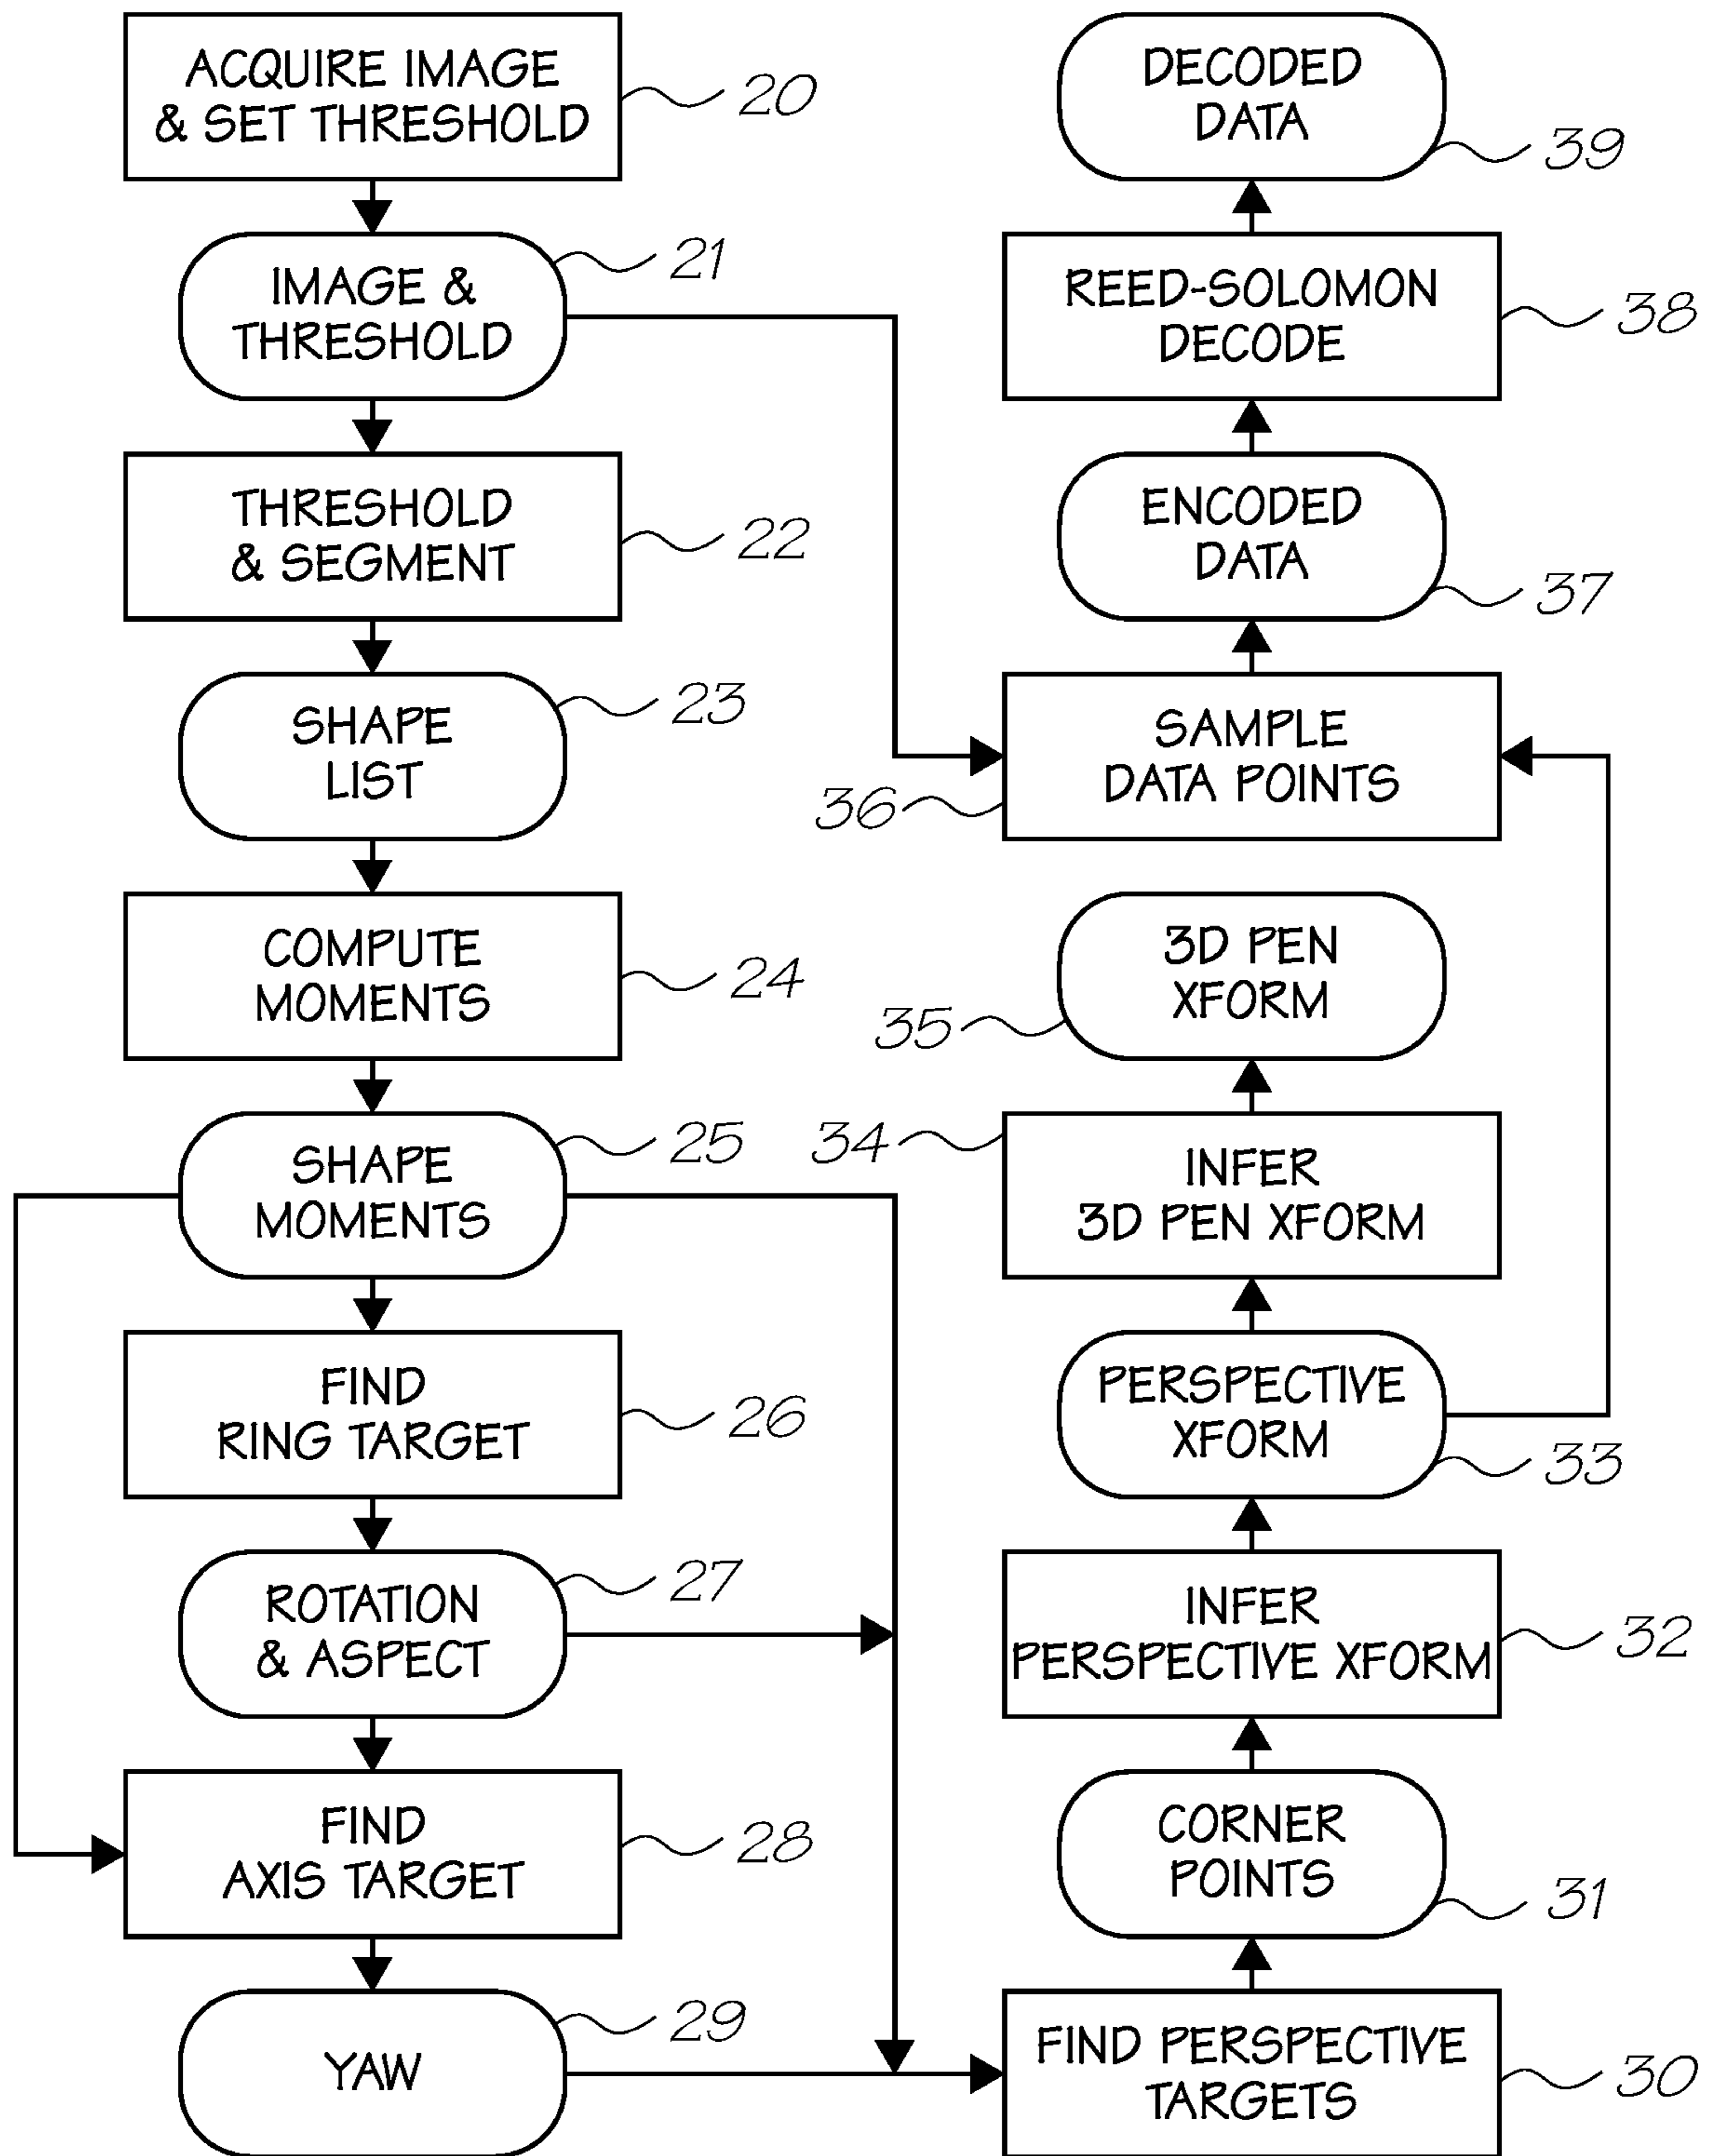 ACQUIRE IMAGE
& SET THRESHOLD
20
IMAGE &
THRESHOLD
21
THRESHOLD
& SEGMENT
22
SHAPE
LIST
23
COMPUTE
MOMENTS
24
SHAPE
MOMENTS
25
FIND
RING TARGET
26
ROTATION
& ASPECT
27
FIND
AXIS TARGET
28
YAW
29
DECODED
DATA
39
REED-SOLOMON
DECODE
38
ENCODED
DATA
37
SAMPLE
DATA POINTS
36
3D PEN
XFORM
35
INFER
3D PEN XFORM
34
PERSPECTIVE
XFORM
33
INFER
PERSPECTIVE XFORM
32
CORNER
POINTS
31
FIND PERSPECTIVE
TARGETS
30